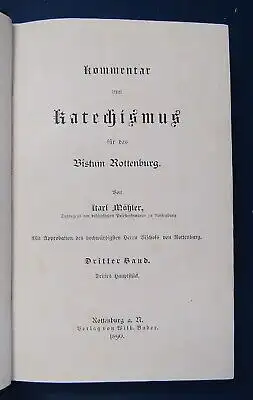 Kommentar
zum
Katechismus
für das
Bistum Rottenburg.
Von
Karl Möhler,
Mit Approbation des hochwürdigsten Herrn Bischofs von Rottenburg.
Dritter Band.
Drittes Hauptstück.
Rottenburg a. N.
Verlag von Wilh. Bader.
1890.